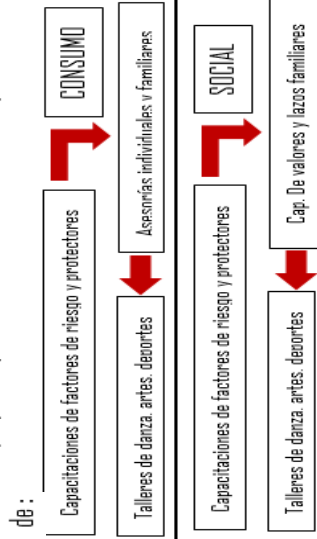 de:
CONSUMO
Capacitaciones de factores de riesgo y protectores
Asesorías individuales y familiares
Talleres de danza. artes. deportes
SOCIAL
Capacitaciones de factores de riesgo y protectores
Cap. De valores y lazos familiares
Talleres de danza. artes. deportes